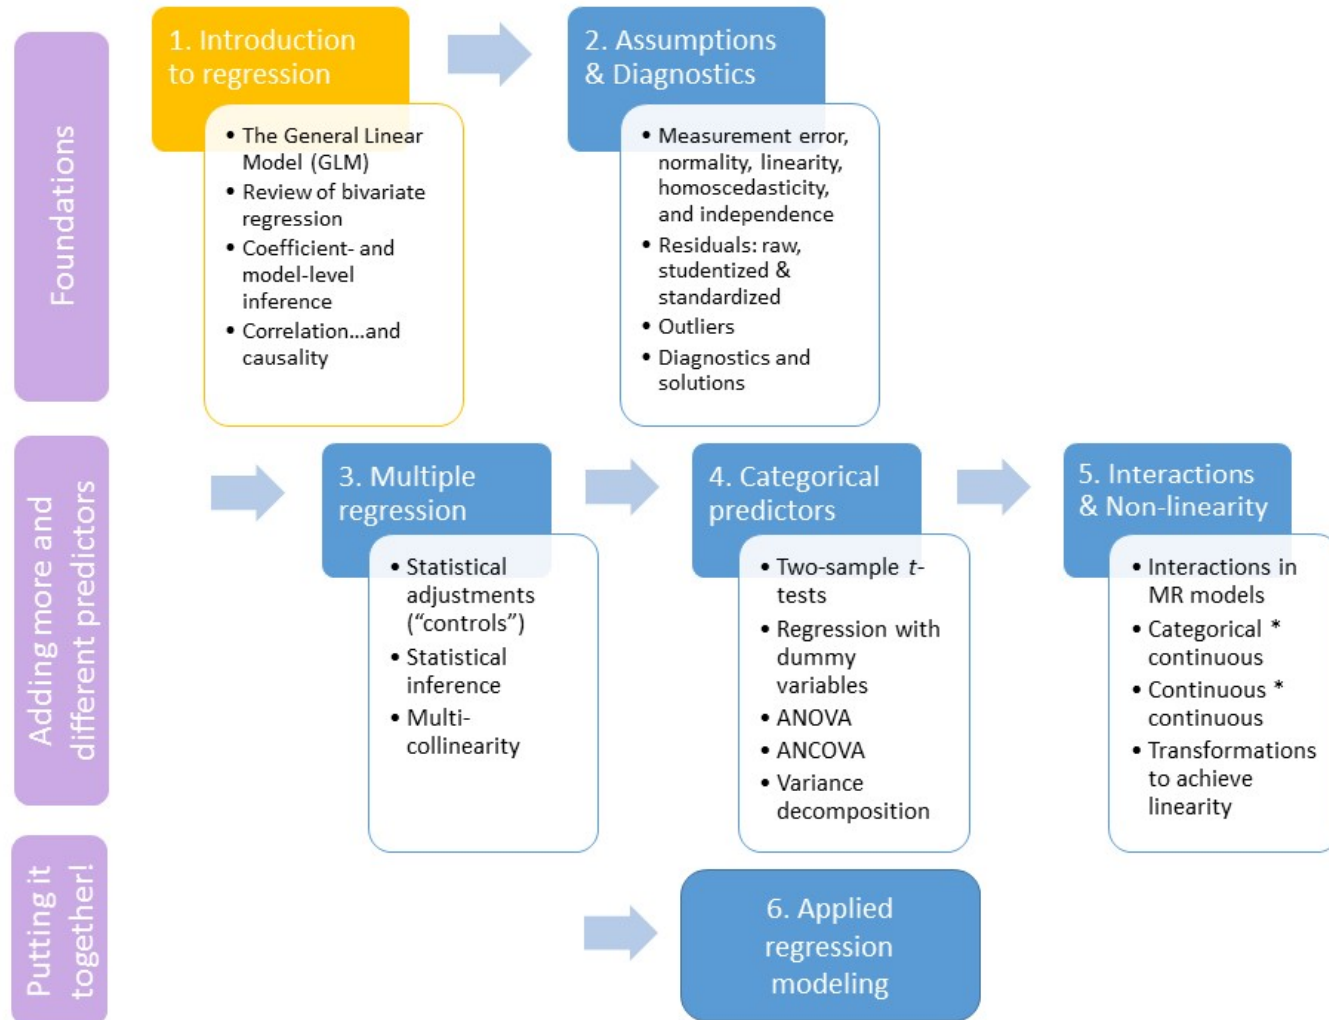 Foundations
1. Introduction
to regression
• The General Linear
Model (GLM)
• Review of bivariate
regression
• Coefficient- and
model-level
inference
• Correlation...and
causality
2. Assumptions
& Diagnostics
• Measurement error,
normality, linearity,
homoscedasticity,
and independence
• Residuals: raw,
studentized &
standardized
• Outliers
• Diagnostics and
solutions
Adding more and
different predictors
3. Multiple
regression
• Statistical
adjustments
(“controls”)
• Statistical
inference
• Multi-
collinearity
4. Categorical
predictors
• Two-sample t-
tests
• Regression with
dummy
variables
• ANOVA
• ANCOVA
• Variance
decomposition
5. Interactions
& Non-linearity
• Interactions in
MR models
• Categorical *
continuous
• Continuous *
continuous
• Transformations
to achieve
linearity
Putting it
together!
6. Applied
regression
modeling